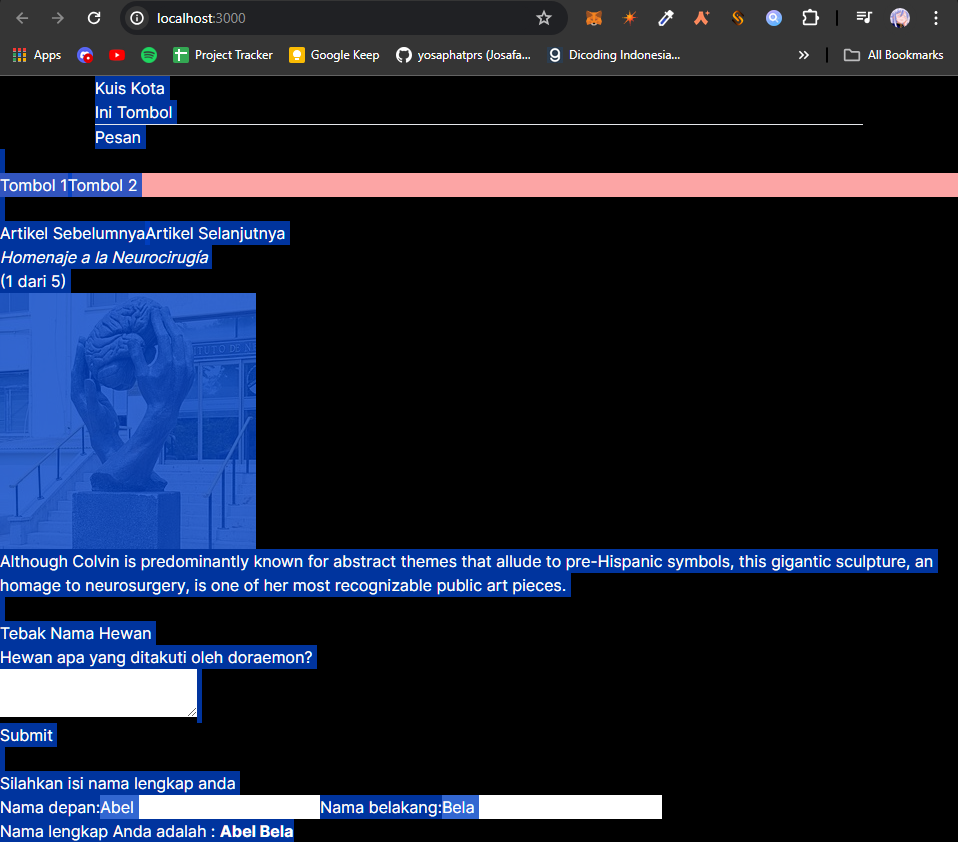 localhost:3000
Apps Project Tracker Google Keep yosaphatprs (Josafa... Dicoding Indonesia... All Bookmarks
Kuis Kota
Ini Tombol
Pesan
Tombol 1Tombol 2
Artikel SebelumnyaArtikel Selanjutnya
Homenaje a la Neurocirugía
(1 dari 5)
Although Colvin is predominantly known for abstract themes that allude to pre-Hispanic symbols, this gigantic sculpture, an
homage to neurosurgery, is one of her most recognizable public art pieces.
Tebak Nama Hewan
Hewan apa yang ditakuti oleh doraemon?
Submit
Silahkan isi nama lengkap anda
Nama depan:Abel Nama belakang:Bela
Nama lengkap Anda adalah : Abel Bela